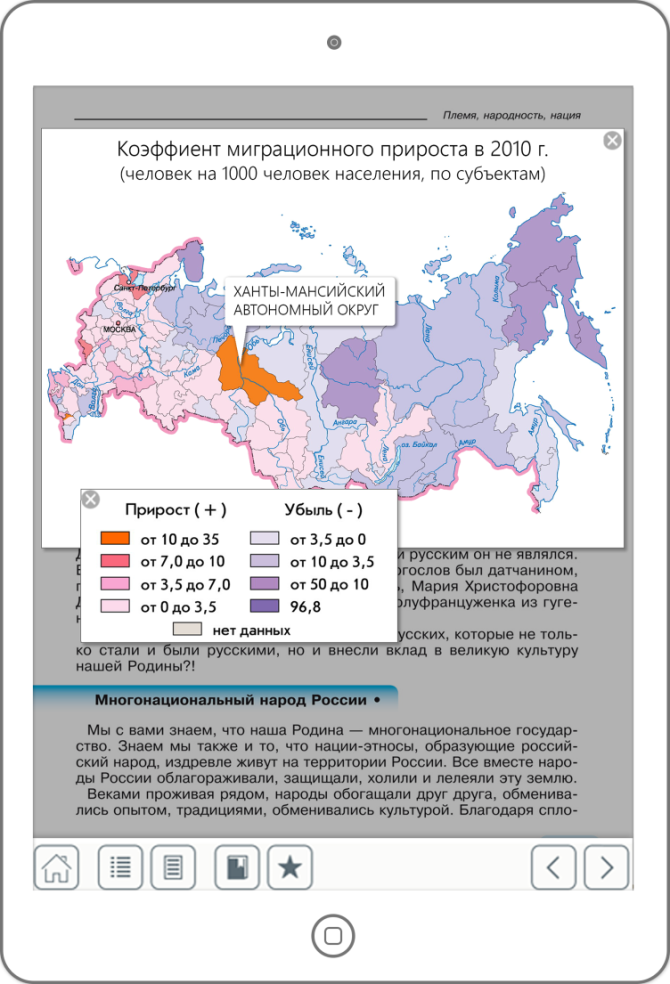 Племя, народность, нация
Коэффиент миграционного прироста в 2010 г.
(человек на 1000 человек населения, по субъектам)
Санкт-Петербург
ХАНТЫ-МАНСИЙСКИЙ
АВТОНОМНЫЙ ОКРУГ
МОСКВА
Колыма
Лена
Енисей
Кама
Обь
Ангара
Енисей
Лена
оз. Байкал
Амур
Амур
Прирост ( + )
Убыль ( - )
от 10 до 35
от 3,5 до 0
от 7,0 до 10
от 10 до 3,5
от 3,5 до 7,0
от 50 до 10
от 0 до 3,5
96,8
нет данных
и русским он не являлся.
огослов был датчанином,
Мария Христофоровна
олуфранцуженка из гуге-
усских, которые не толь-
ко стали и были русскими, но и внесли вклад в великую культуру
нашей Родины?!
Многонациональный народ России •
Мы с вами знаем, что наша Родина — многонациональное государ-
ство. Знаем мы также и то, что нации-этносы, образующие россий-
ский народ, издревле живут на территории России. Все вместе наро-
ды России облагораживали, защищали, холили и лелеяли эту землю.
Веками проживая рядом, народы обогащали друг друга, обменива-
лись опытом, традициями, обменивались культурой. Благодаря спло-